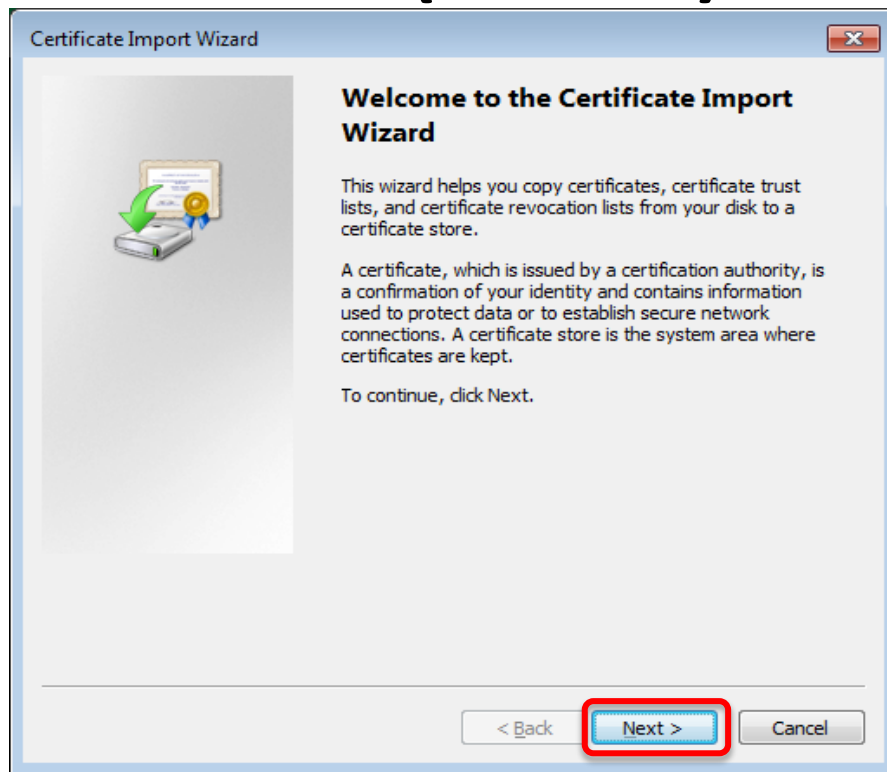 Certificate Import Wizard
Welcome to the Certificate Import
Wizard
This wizard helps you copy certificates, certificate trust
lists, and certificate revocation lists from your disk to a
certificate store.
A certificate, which is issued by a certification authority, is
a confirmation of your identity and contains information
used to protect data or to establish secure network
connections. A certificate store is the system area where
certificates are kept.
To continue, click Next.
< Back Next > Cancel